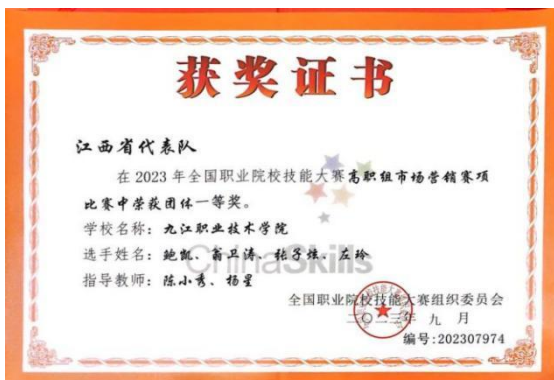 获奖证书
江西省代表队
在 2023 年全国职业院校技能大赛高职组市场营销赛项
比赛中荣获团体一等奖。
学校名称：九江职业技术学院
选手姓名：鲍凯、翁卫涛、张子炫、左玲
指导教师：陈小秀、杨星
ChinaSkills
全国职业院校技能大赛组织委员会
二〇二三年 九 月
编号:202307974